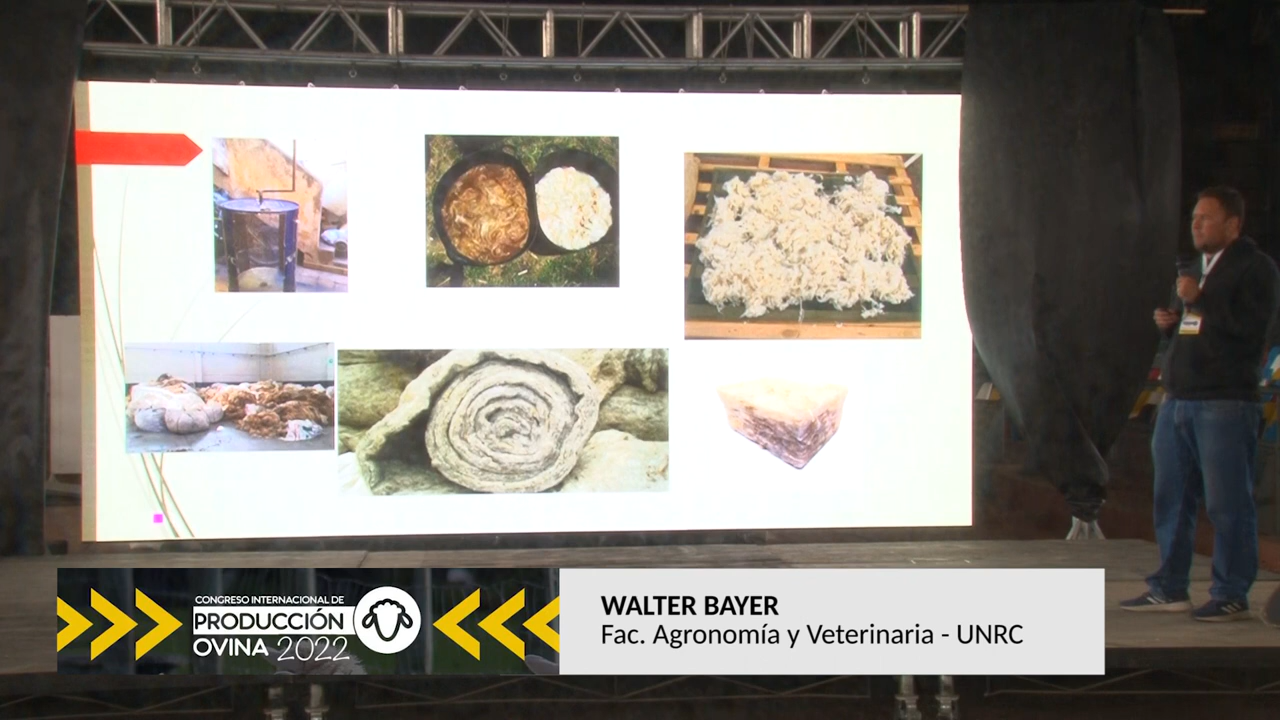 CONGRESO INTERNACIONAL DE
PRODUCCIÓN
OVINA 2022
WALTER BAYER
Fac. Agronomía y Veterinaria - UNRC